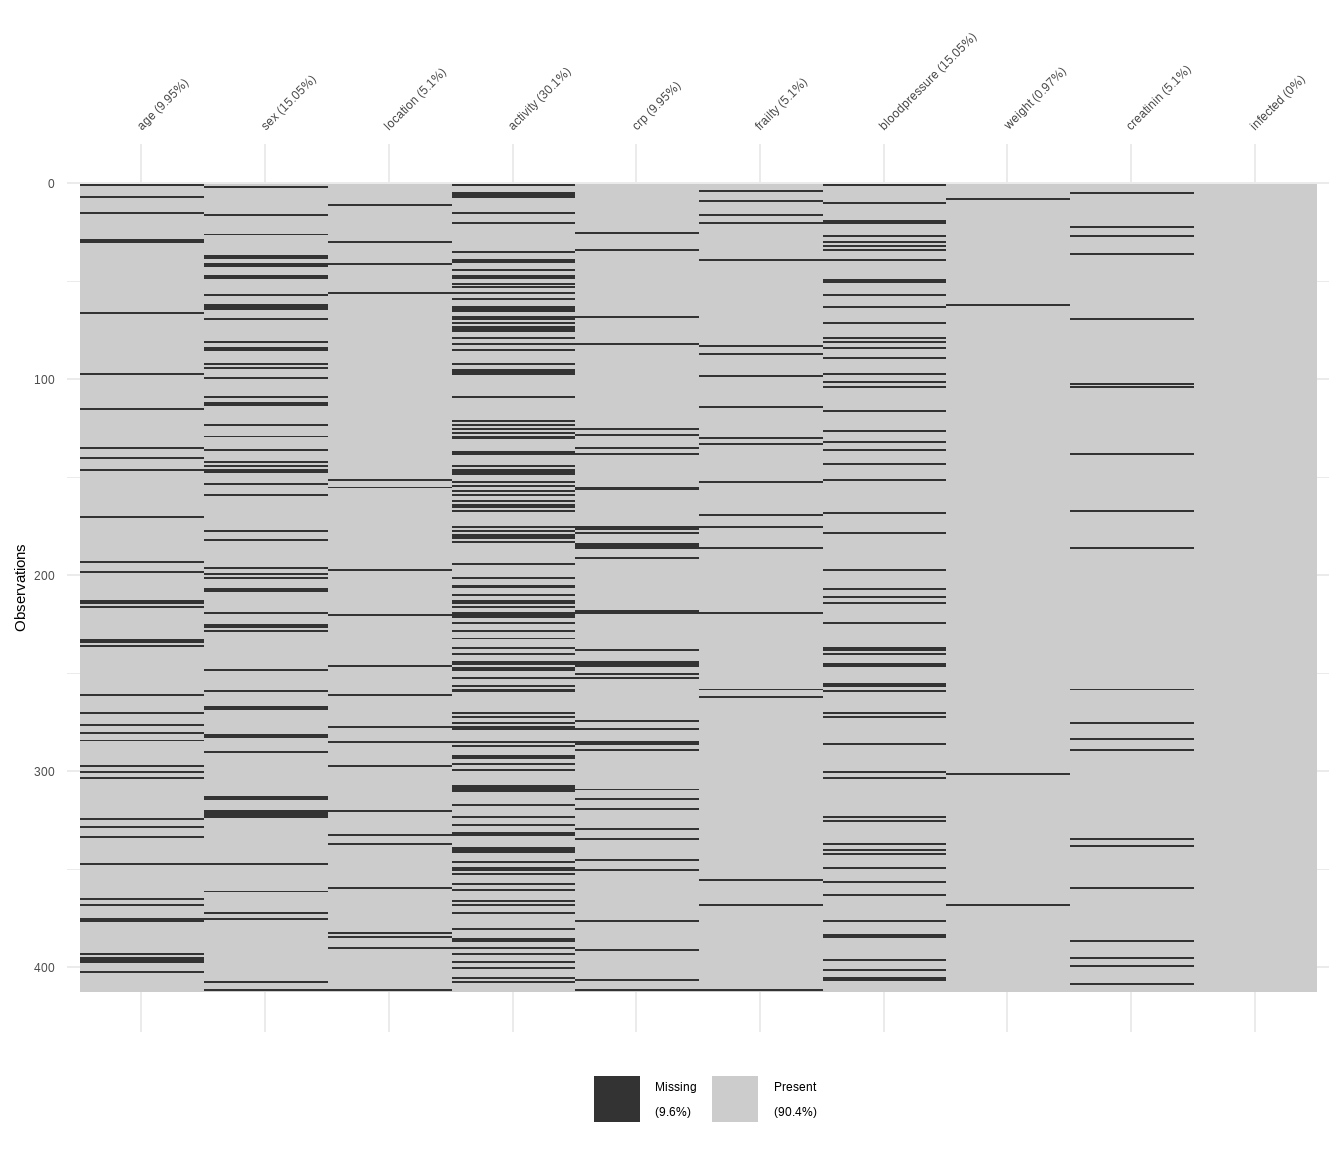 age (9.95%)
sex (15.05%)
location (5.1%)
activity (30.1%)
crp (9.95%)
frailty (5.1%)
bloodpressure (15.05%)
weight (0.97%)
creatinin (5.1%)
infected (0%)
0
100
200
300
400
Observations
Missing
(9.6%)
Present
(90.4%)